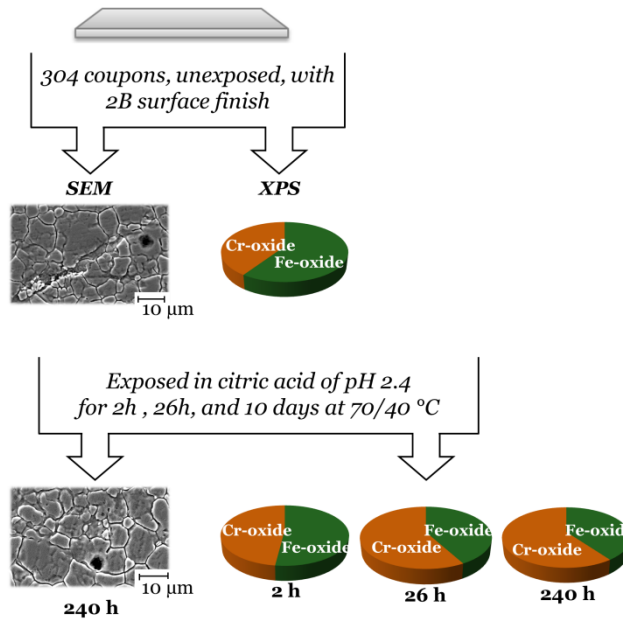 304 coupons, unexposed, with
2B surface finish
SEM
XPS
Cr-oxide
Fe-oxide
10 μm
Exposed in citric acid of pH 2.4
for 2h , 26h, and 10 days at 70/40 °C
Cr-oxide
Fe-oxide
Fe-oxide
Cr-oxide
Fe-oxide
Cr-oxide
10 μm
240 h
2 h
26 h
240 h